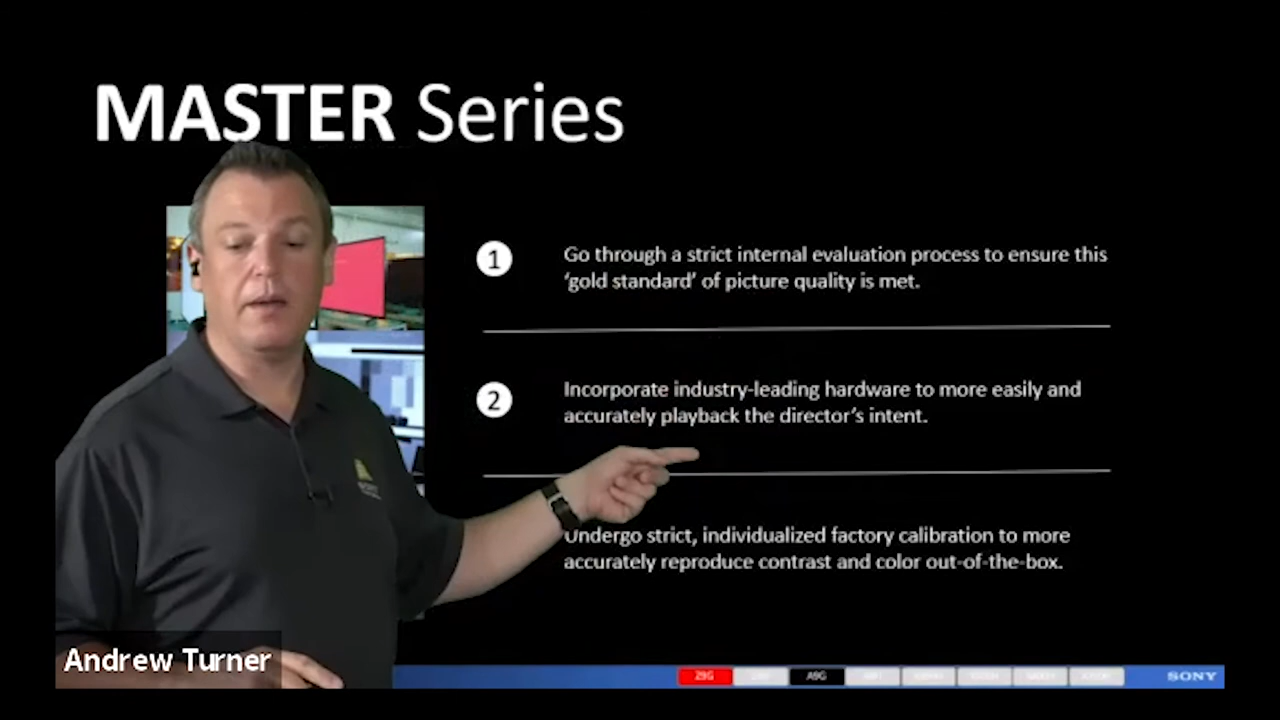 MASTER Series
1
Go through a strict internal evaluation process to ensure this
‘gold standard’ of picture quality is met.
2
Incorporate industry-leading hardware to more easily and
accurately playback the director’s intent.
Undergo strict, individualized factory calibration to more
accurately reproduce contrast and color out-of-the-box.
Andrew Turner
Z9G A9G SONY